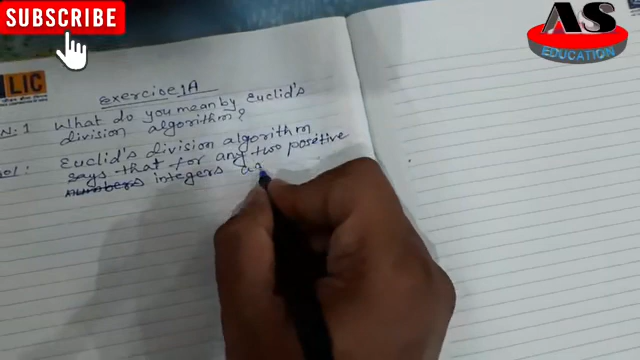 SUBSCRIBE
AS
EDUCATION
LIC
Exercise 1A
N. 1 What do you mean by Euclid's
division algorithm?
Sol: Euclid's division algorithm
says that for any two positive
numbers integers